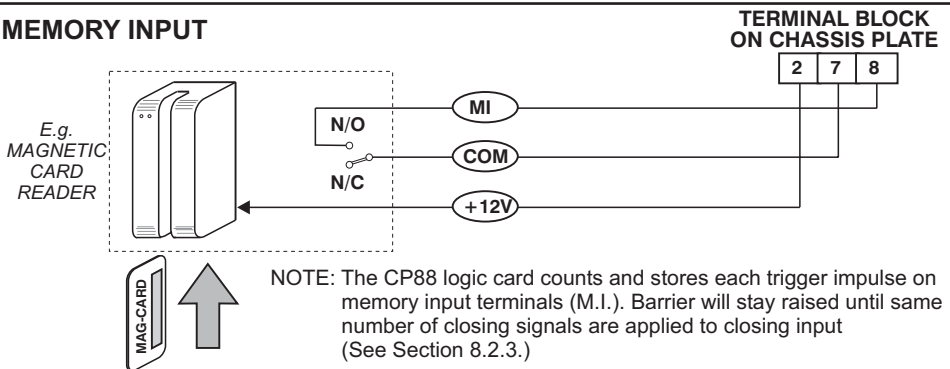 MEMORY INPUT
TERMINAL BLOCK
ON CHASSIS PLATE
2 7 8
E.g.
MAGNETIC
CARD
READER
N/O
N/C
MI
COM
+12V
MAG-CARD
NOTE: The CP88 logic card counts and stores each trigger impulse on
memory input terminals (M.I.). Barrier will stay raised until same
number of closing signals are applied to closing input
(See Section 8.2.3.)